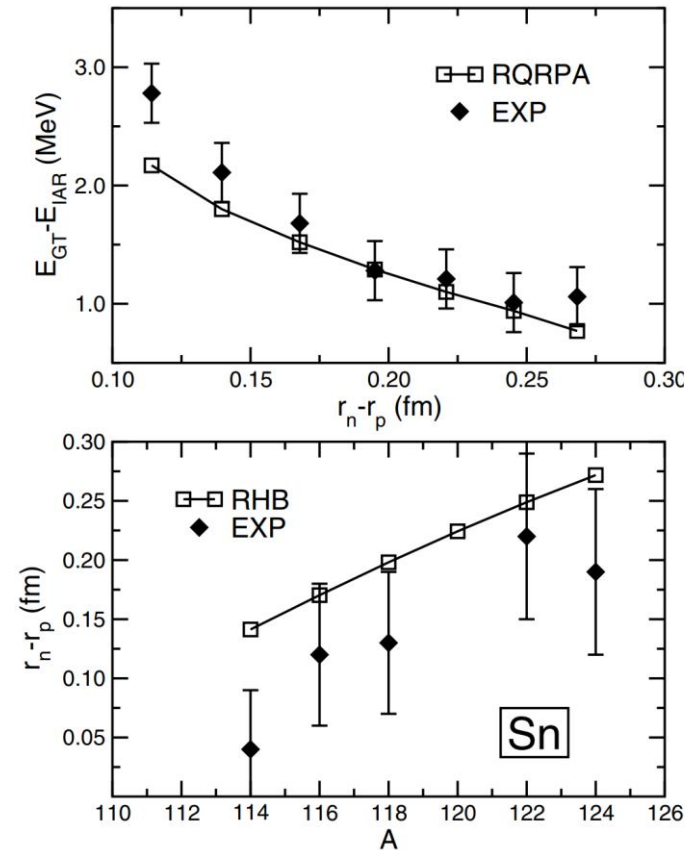 3.0
2.0
1.0
E_GT-E_IAR (MeV)
RQRPA
EXP
0.10 0.15 0.20 0.25 0.30
r_n-r_p (fm)
0.30
0.25
0.20
0.15
0.10
0.05
r_n-r_p (fm)
RHB
EXP
Sn
110 112 114 116 118 120 122 124 126
A